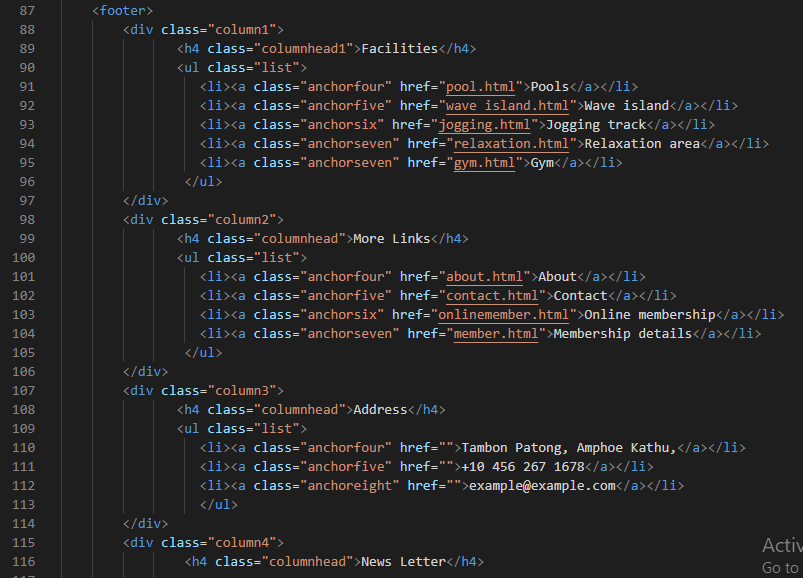 87 <footer>
88 <div class="column1">
89 <h4 class="columnhead1">Facilities</h4>
90 <ul class="list">
91 <li><a class="anchorfour" href="pool.html">Pools</a></li>
92 <li><a class="anchorfive" href="wave island.html">Wave island</a></li>
93 <li><a class="anchorsix" href="jogging.html">Jogging track</a></li>
94 <li><a class="anchorseven" href="relaxation.html">Relaxation area</a></li>
95 <li><a class="anchorseven" href="gym.html">Gym</a></li>
96 </ul>
97 </div>
98 <div class="column2">
99 <h4 class="columnhead">More Links</h4>
100 <ul class="list">
101 <li><a class="anchorfour" href="about.html">About</a></li>
102 <li><a class="anchorfive" href="contact.html">Contact</a></li>
103 <li><a class="anchorsix" href="onlinemember.html">Online membership</a></li>
104 <li><a class="anchorseven" href="member.html">Membership details</a></li>
105 </ul>
106 </div>
107 <div class="column3">
108 <h4 class="columnhead">Address</h4>
109 <ul class="list">
110 <li><a class="anchorfour" href="">Tambon Patong, Amphoe Kathu,</a></li>
111 <li><a class="anchorfive" href="">+10 456 267 1678</a></li>
112 <li><a class="anchoreight" href="">example@example.com</a></li>
113 </ul>
114 </div>
115 <div class="column4">
Activ
116 <h4 class="columnhead">News Letter</h4>
Go to